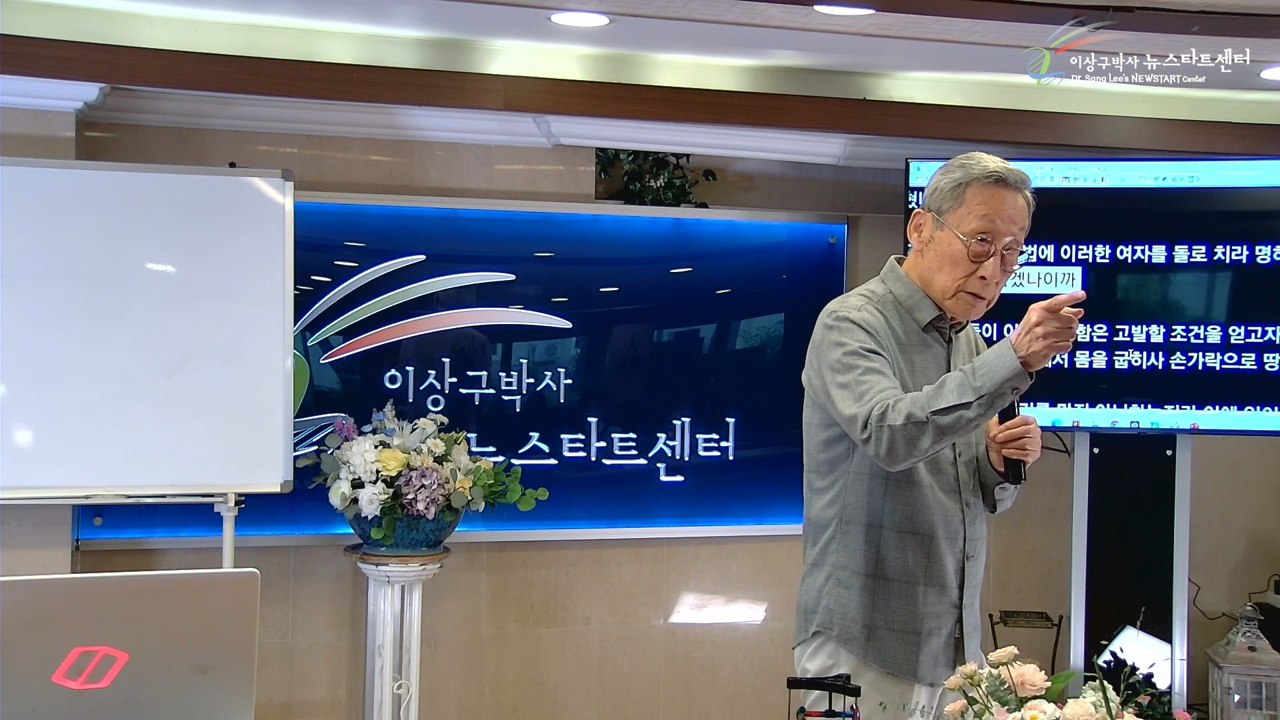 이상구박사 뉴스타트센터
Dr. Sang Lee's NEWSTART Center
법에 이러한 여자를 돌로 치라 명하
겠나이까
함은 고발할 조건을 얻고자
서 몸을 굽히사 손가락으로 땅
이상구박사
뉴스타트센터